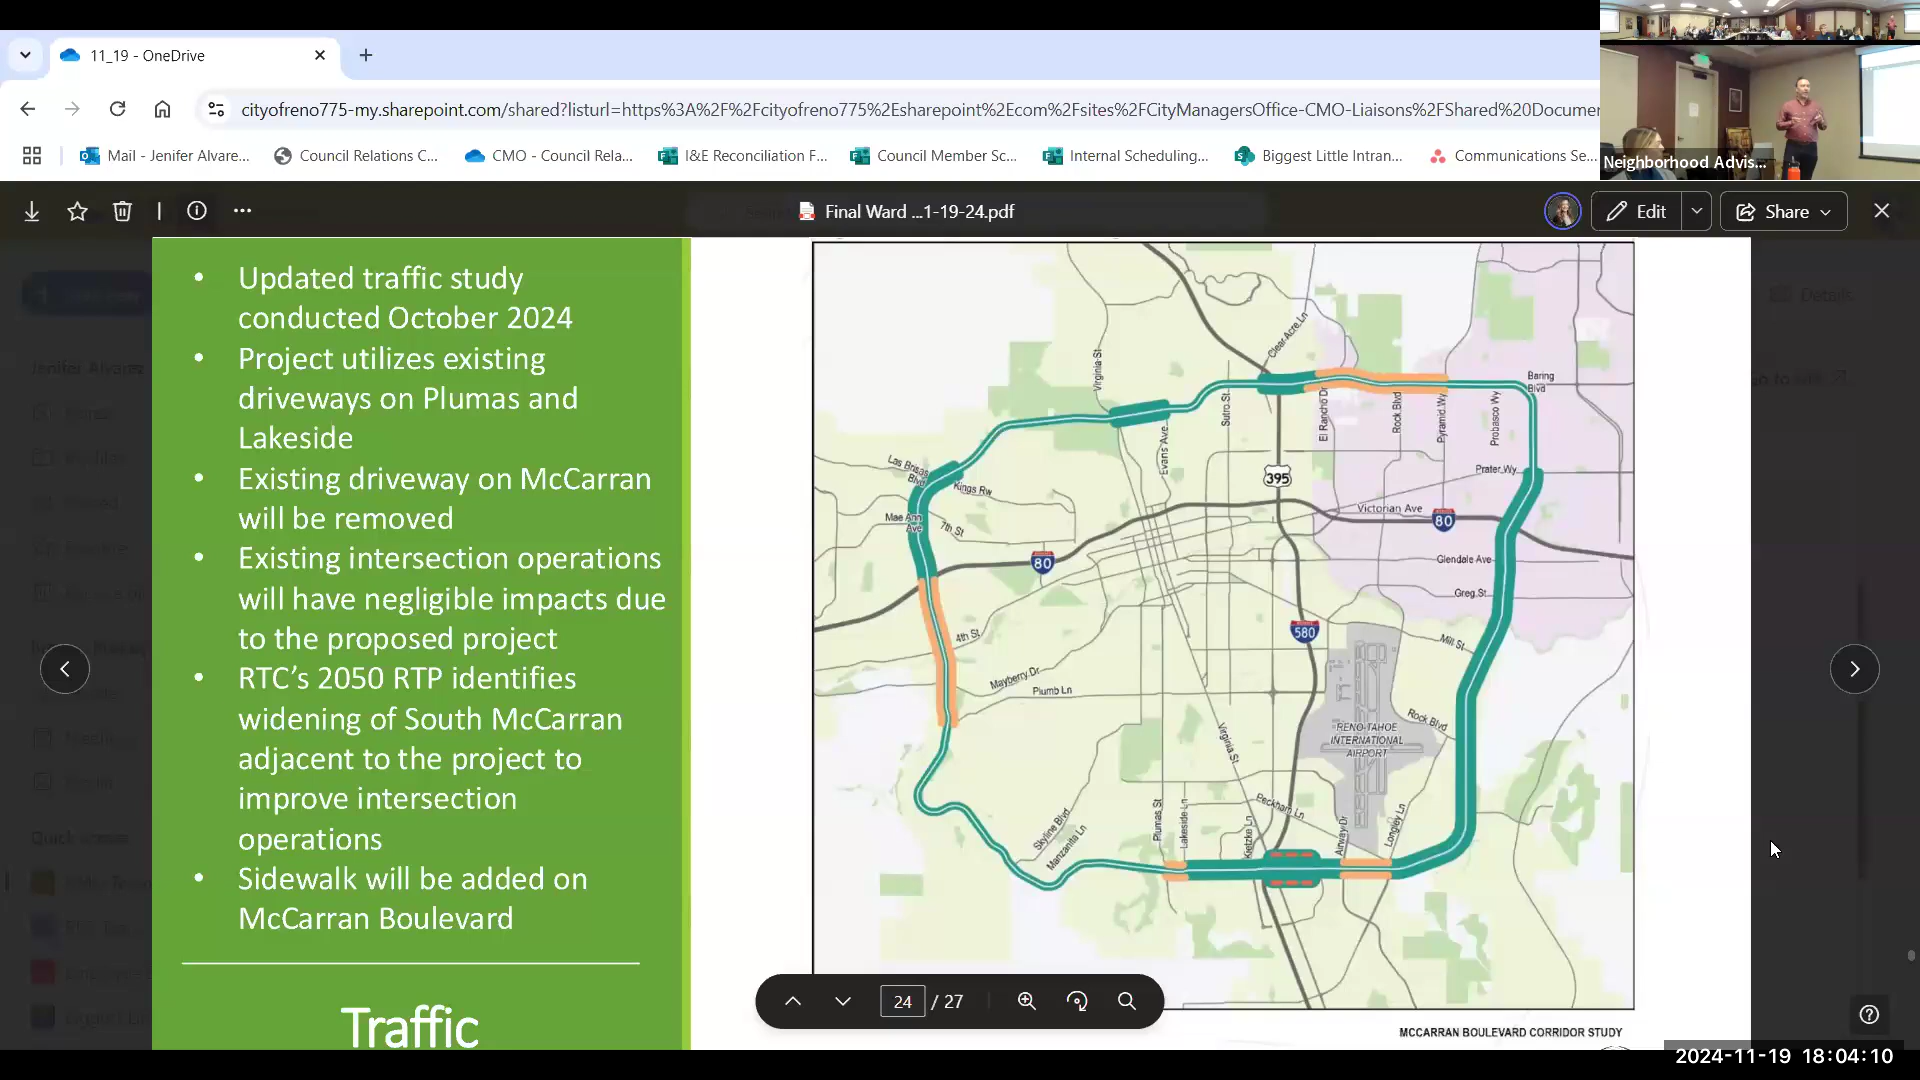 11_19 - OneDrive
cityofreno775-my.sharepoint.com/shared?listurl=https%3A%2F%2Fcityofreno775%2Esharepoint%2Ecom%2Fsites%2FCityManagersOffice-CMO-Liaisons%2FShared%20Documen
Mail - Jenifer Alvare...
Council Relations C...
CMO - Council Rela...
I&E Reconciliation F...
Council Member Sc...
Internal Scheduling...
Biggest Little Intran...
Communications Se...
Neighborhood Advis...
Final Ward ...1-19-24.pdf
Edit
Share
• Updated traffic study
conducted October 2024
• Project utilizes existing
driveways on Plumas and
Lakeside
• Existing driveway on McCarran
will be removed
• Existing intersection operations
will have negligible impacts due
to the proposed project
• RTC’s 2050 RTP identifies
widening of South McCarran
adjacent to the project to
improve intersection
operations
• Sidewalk will be added on
McCarran Boulevard
Traffic
Clear Acre Ln
Virginia St
Baring
Blvd
Sutro St
El Rancho Dr
Rock Blvd
Pyramid Wy
Probasco Wy
Evans Ave
Las Brisas
Blvd
Kings Rw
Prater Wy
395
Mae Ann
Ave
7th St
Victorian Ave
80
80
Glendale Ave
Greg St
580
4th St
Mill St
Mayberry Dr
Plumb Ln
Rock Blvd
Virginia St
RENO-TAHOE
INTERNATIONAL
AIRPORT
Skyline Blvd
Manzanita Ln
Plumas St
Lakeside Ln
Kietzke Ln
Peckham Ln
Airway Dr
Longley Ln
24 / 27
MCCARRAN BOULEVARD CORRIDOR STUDY
2024-11-19 18:04:10